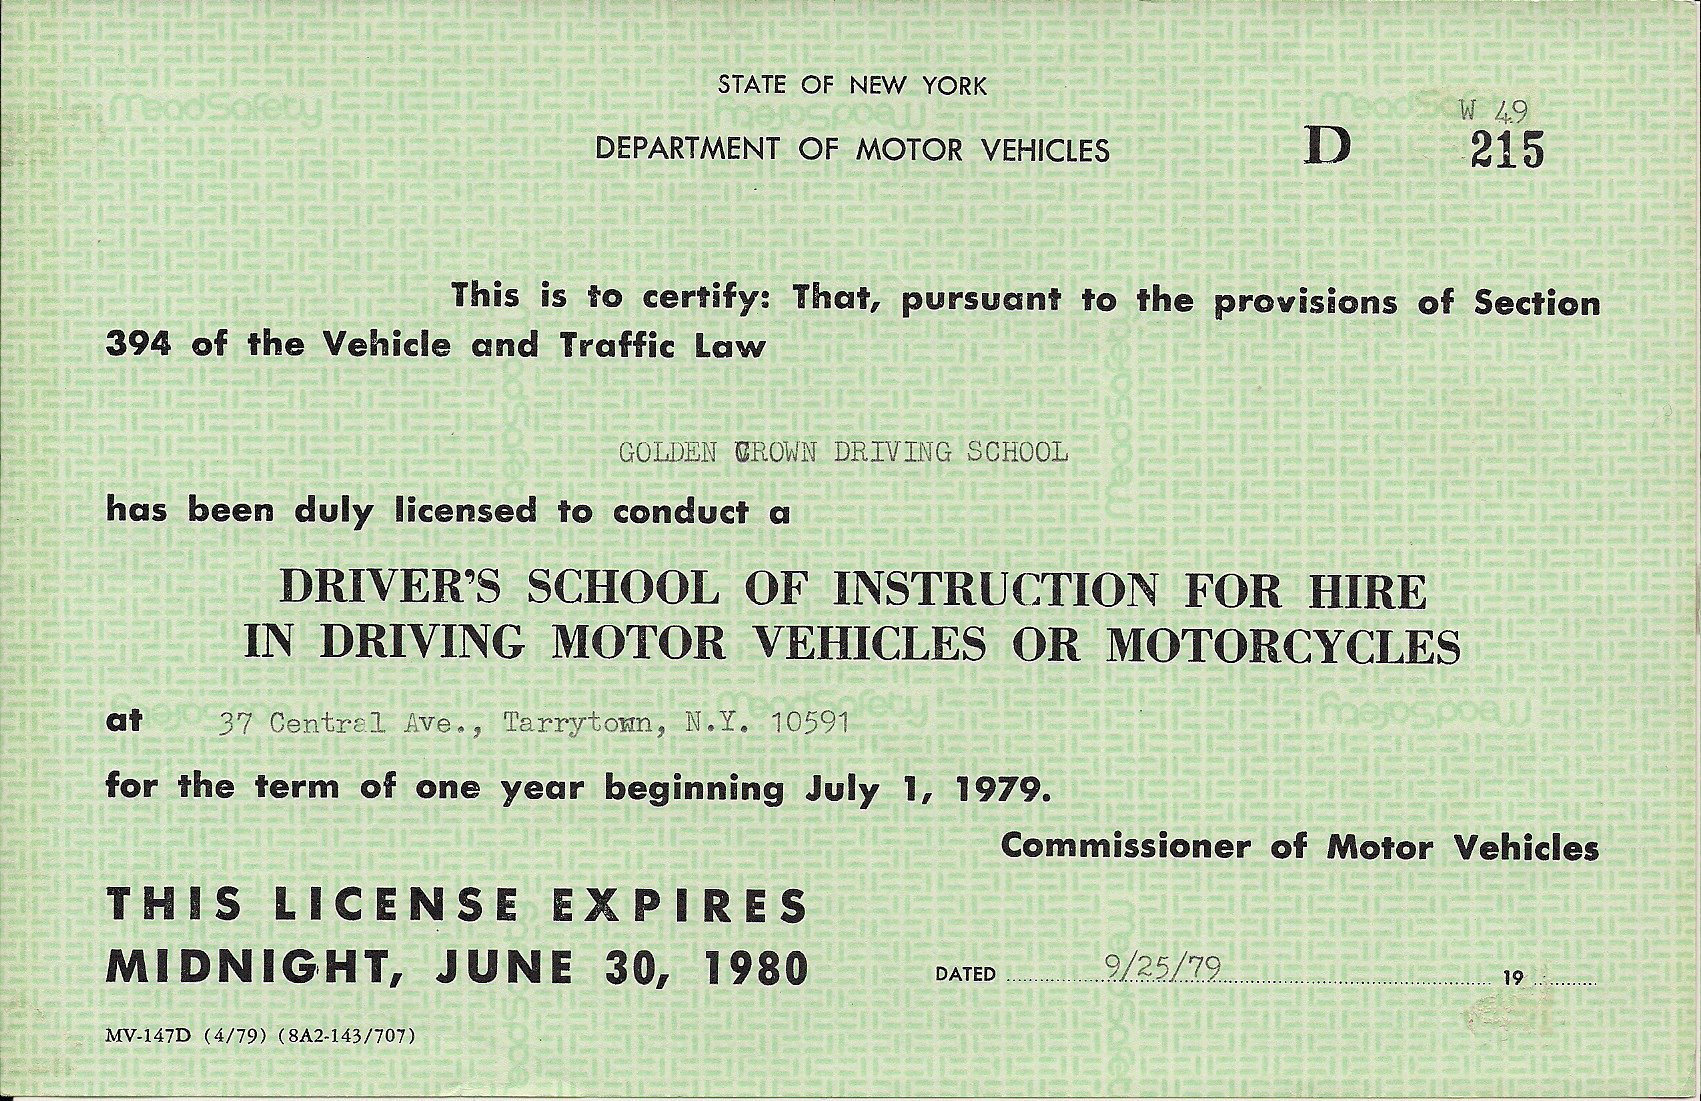 STATE OF NEW YORK
W 49
DEPARTMENT OF MOTOR VEHICLES D 215
This is to certify: That, pursuant to the provisions of Section
394 of the Vehicle and Traffic Law
GOLDEN CROWN DRIVING SCHOOL
has been duly licensed to conduct a
DRIVER'S SCHOOL OF INSTRUCTION FOR HIRE
IN DRIVING MOTOR VEHICLES OR MOTORCYCLES
at 37 Central Ave., Tarrytown, N.Y. 10591
for the term of one year beginning July 1, 1979.
Commissioner of Motor Vehicles
THIS LICENSE EXPIRES
MIDNIGHT, JUNE 30, 1980
DATED 9/25/79 19
MV-147D (4/79) (8A2-143/707)
MeadSafety
MeadSafety
MeadSafety
MeadSafety